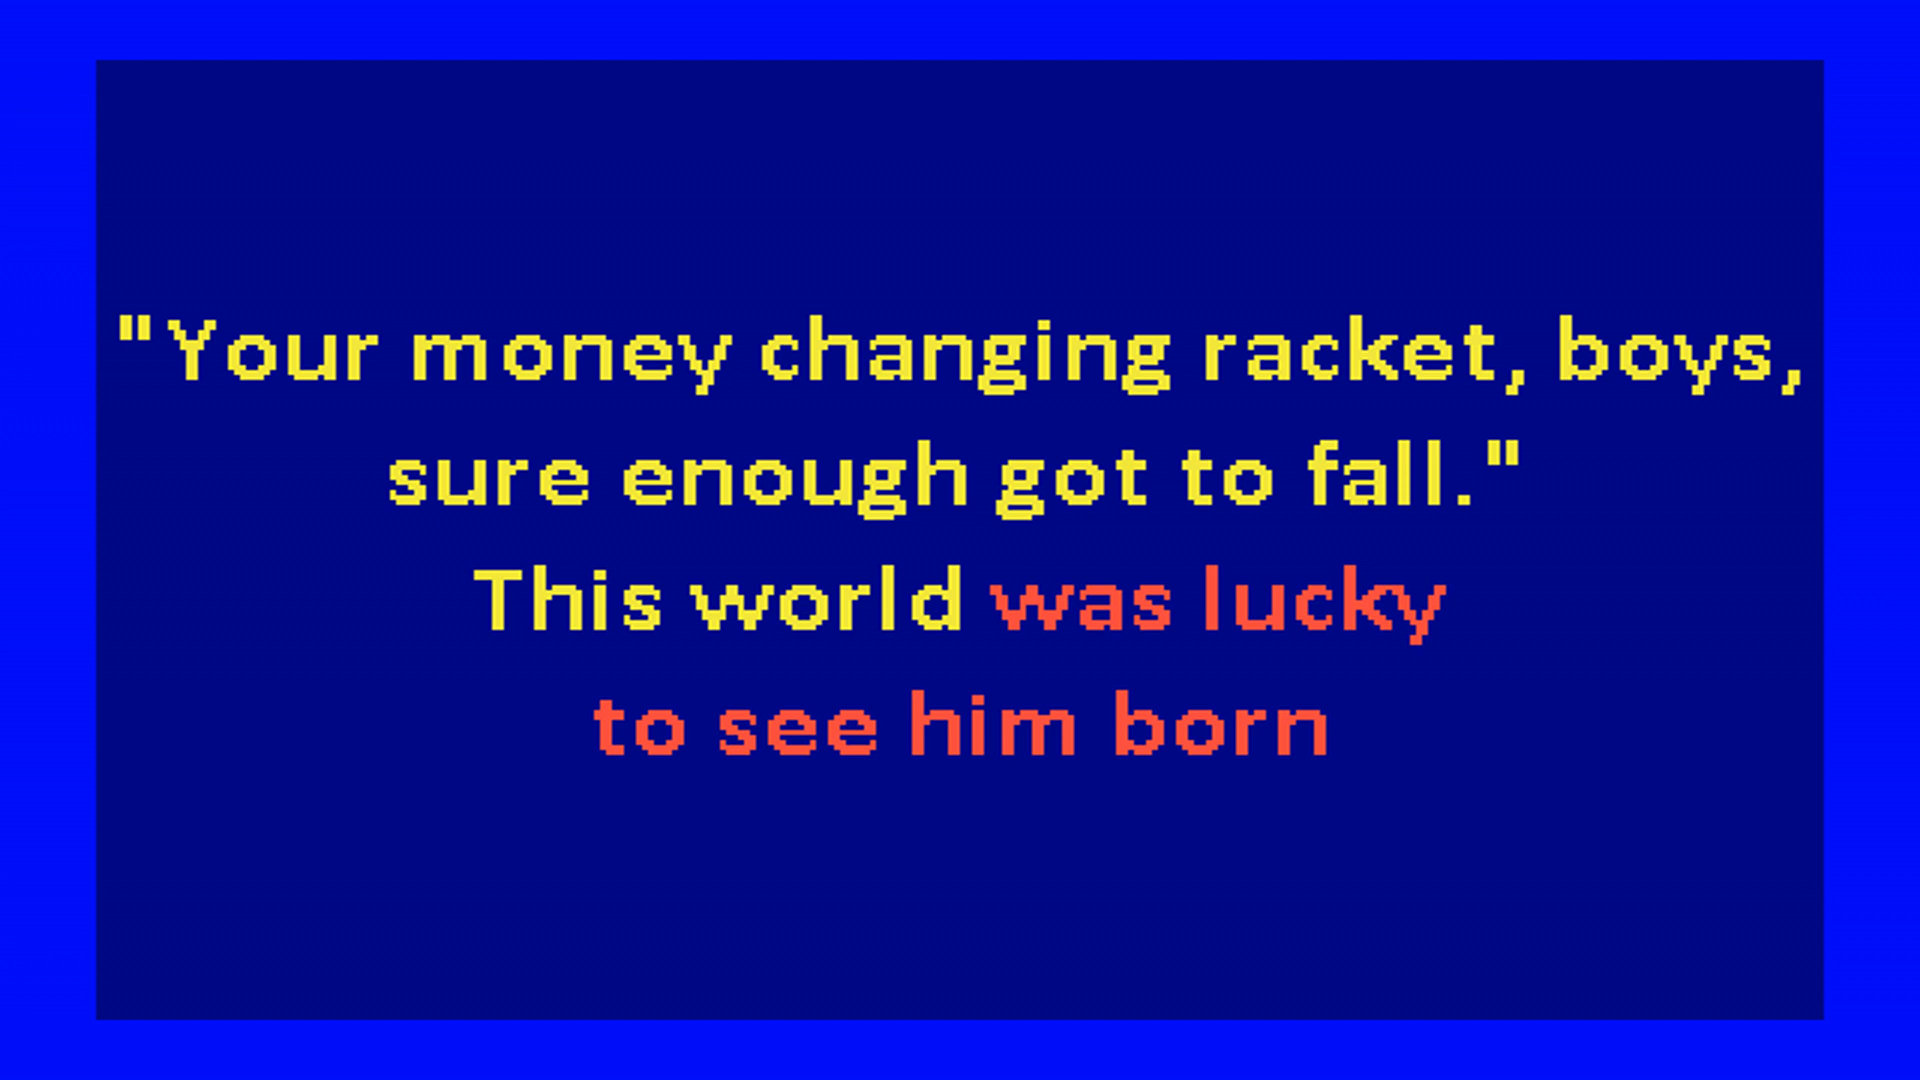 "Your money changing racket, boys,
sure enough got to fall."
This world was lucky
to see him born